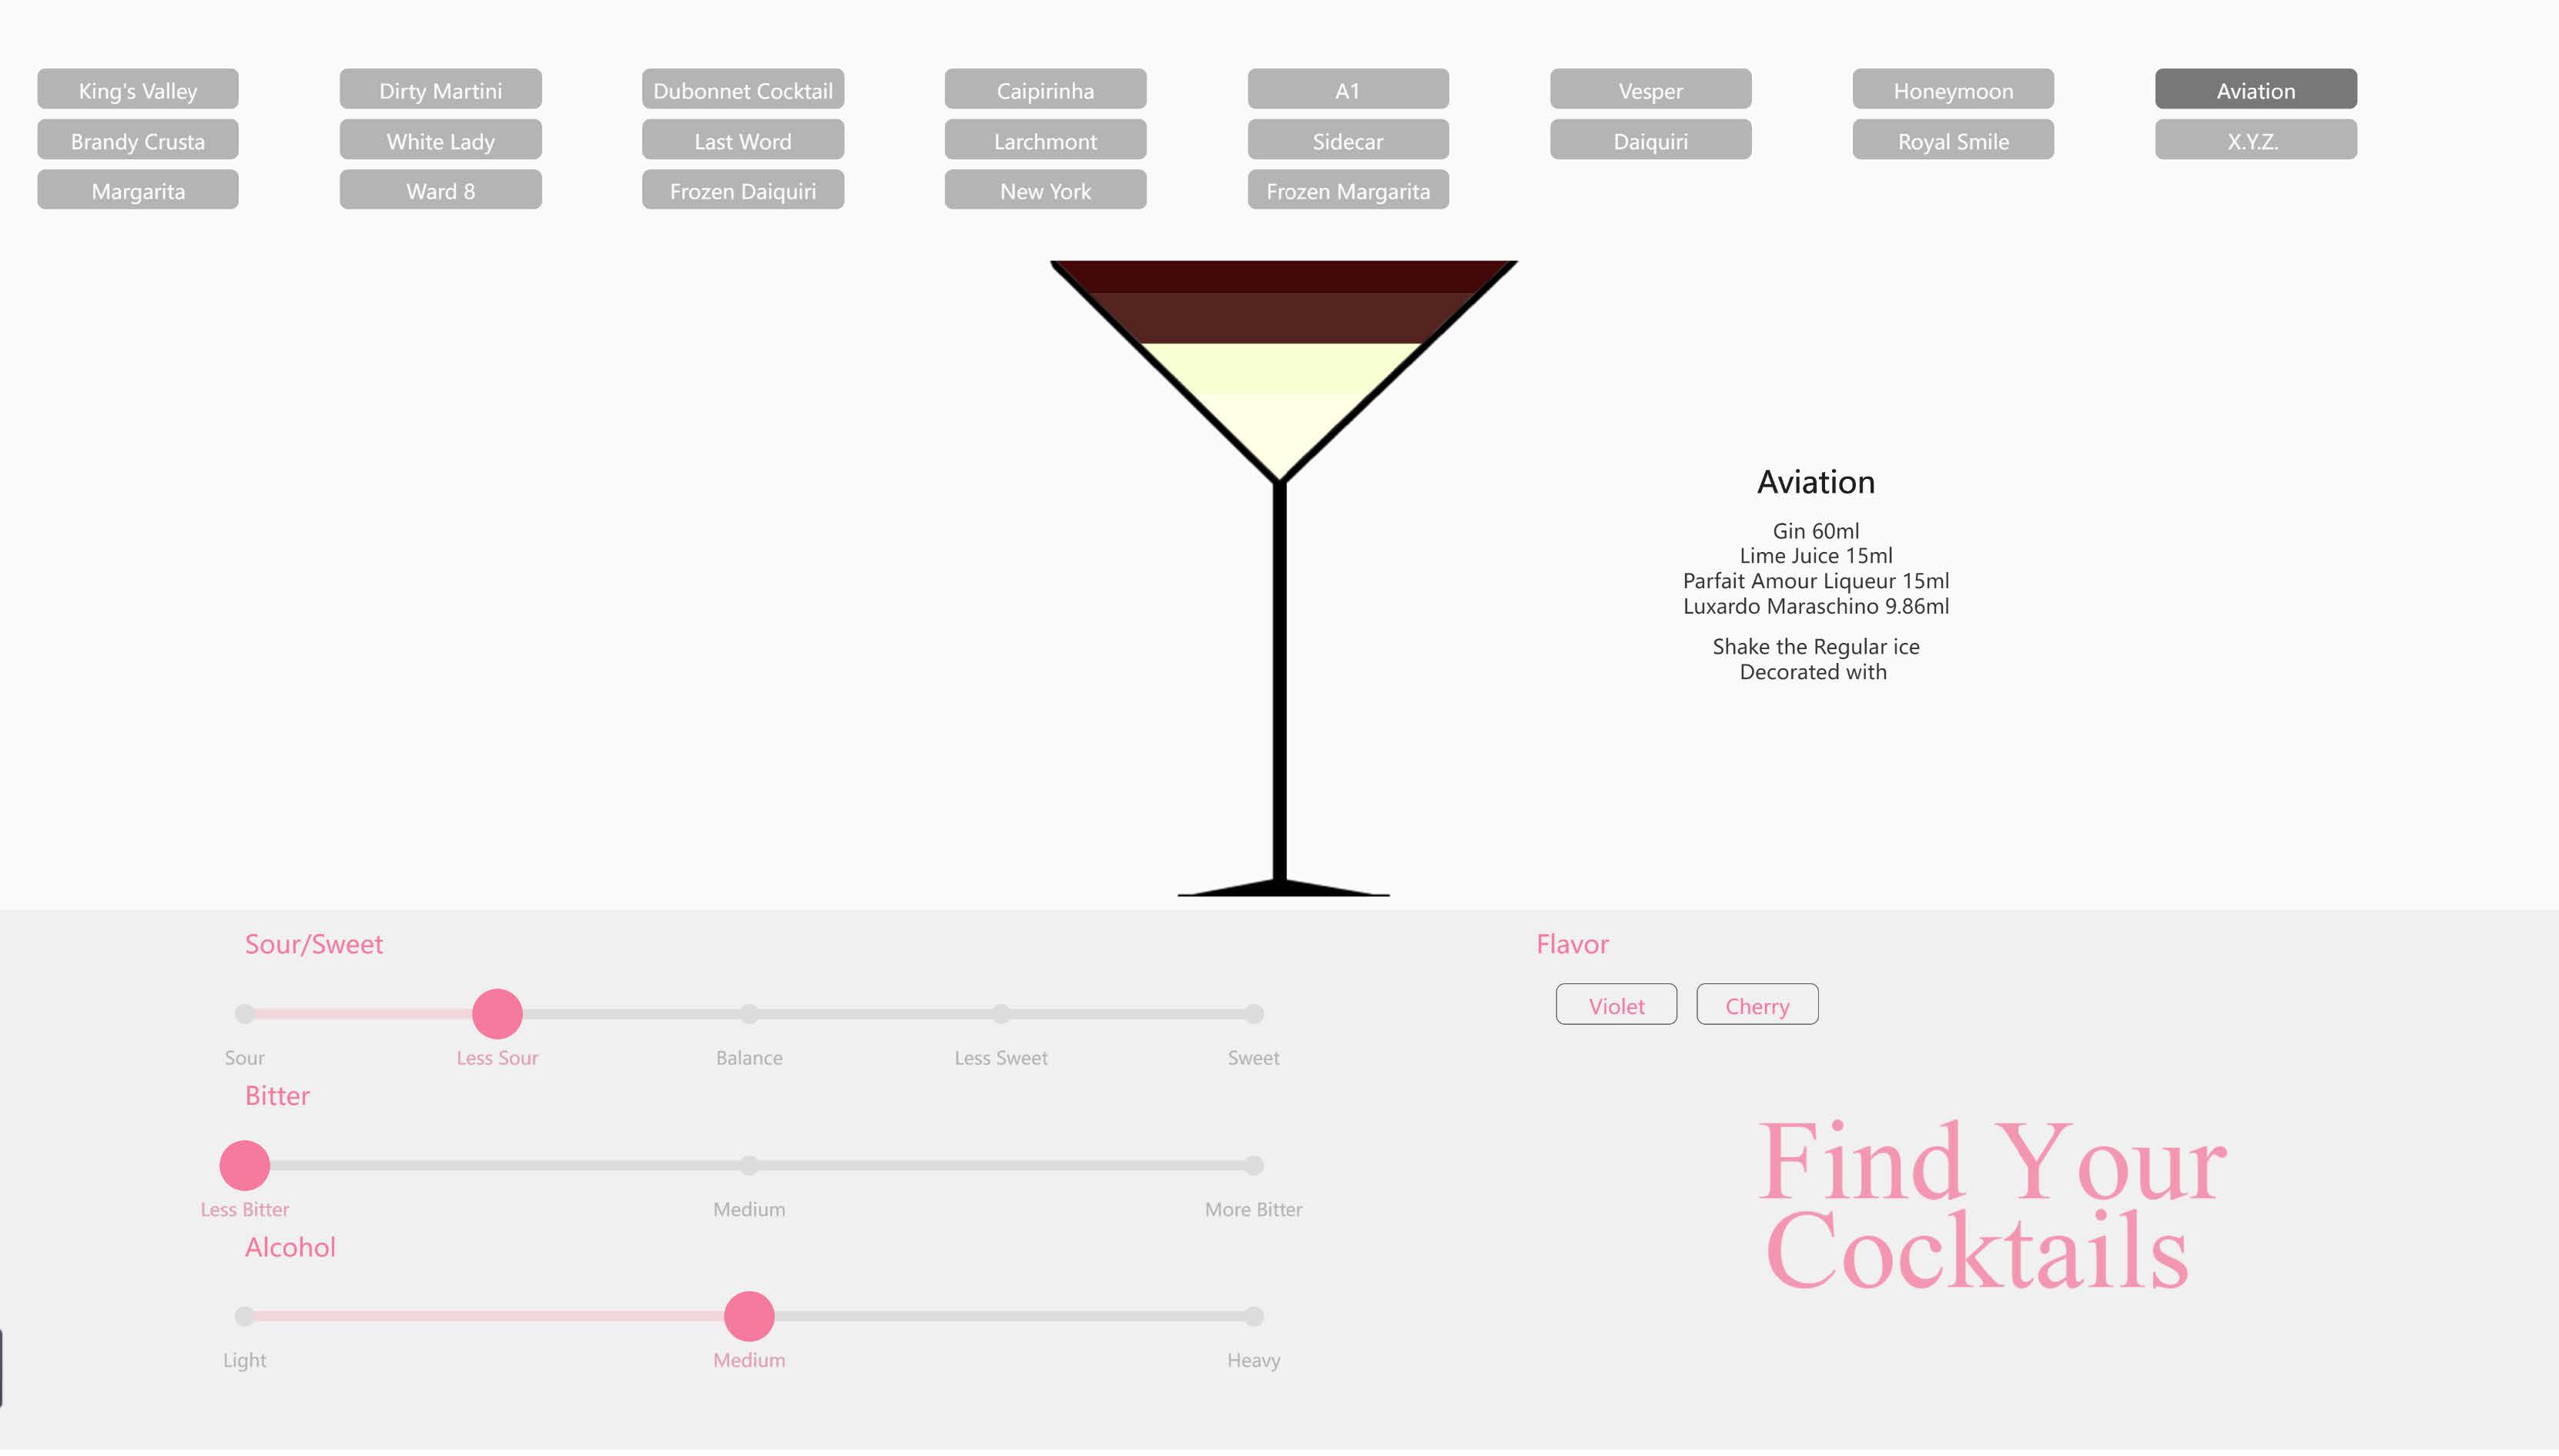 King's Valley Dirty Martini Dubonnet Cocktail Caipirinha A1 Vesper Honeymoon Aviation
Brandy Crusta White Lady Last Word Larchmont Sidecar Daiquiri Royal Smile X.Y.Z.
Margarita Ward 8 Frozen Daiquiri New York Frozen Margarita
Aviation
Gin 60ml
Lime Juice 15ml
Parfait Amour Liqueur 15ml
Luxardo Maraschino 9.86ml
Shake the Regular ice
Decorated with
Sour/Sweet
Sour Less Sour Balance Less Sweet Sweet
Bitter
Less Bitter Medium More Bitter
Alcohol
Light Medium Heavy
Flavor
Violet Cherry
Find Your
Cocktails